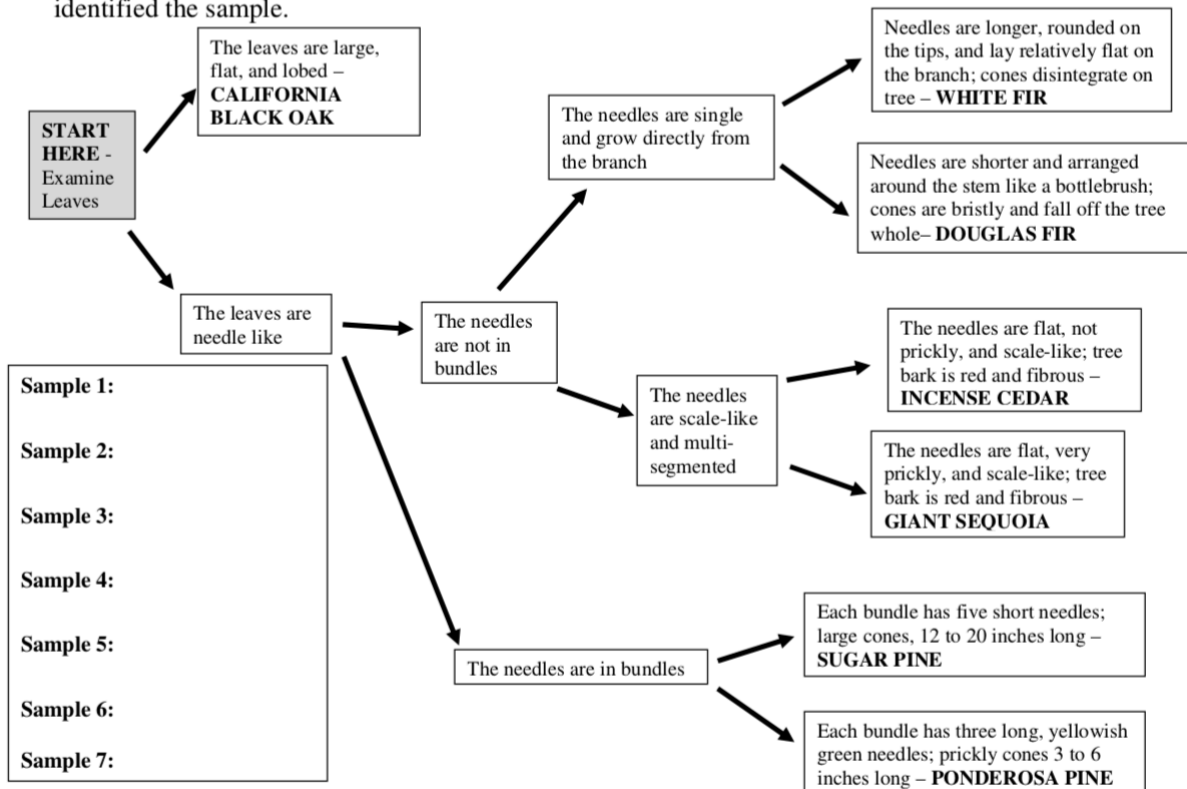 identified the sample.
The leaves are large,
flat, and lobed –
CALIFORNIA
BLACK OAK
START
HERE -
Examine
Leaves
The leaves are
needle like
The needles
are not in
bundles
The needles are single
and grow directly from
the branch
Needles are longer, rounded on
the tips, and lay relatively flat on
the branch; cones disintegrate on
tree – WHITE FIR
Needles are shorter and arranged
around the stem like a bottlebrush;
cones are bristly and fall off the tree
whole– DOUGLAS FIR
The needles
are scale-like
and multi-
segmented
The needles are flat, not
prickly, and scale-like; tree
bark is red and fibrous –
INCENSE CEDAR
The needles are flat, very
prickly, and scale-like; tree
bark is red and fibrous –
GIANT SEQUOIA
The needles are in bundles
Each bundle has five short needles;
large cones, 12 to 20 inches long –
SUGAR PINE
Each bundle has three long, yellowish
green needles; prickly cones 3 to 6
inches long – PONDEROSA PINE
Sample 1:
Sample 2:
Sample 3:
Sample 4:
Sample 5:
Sample 6:
Sample 7: